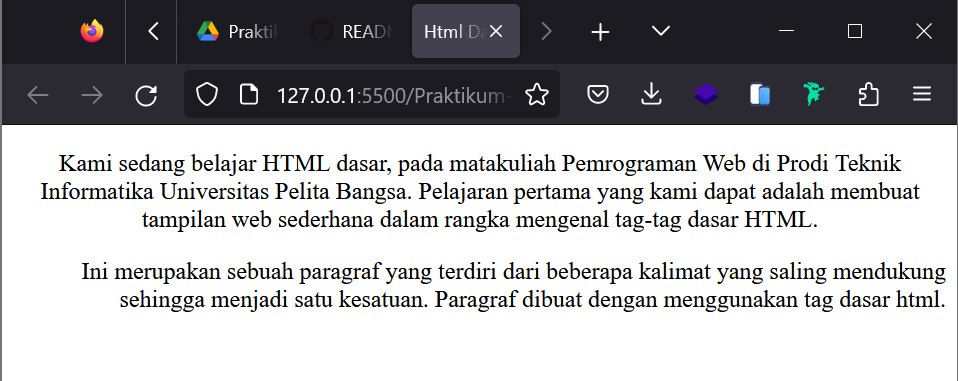 Prakti
READ
Html D
127.0.0.1:5500/Praktikum-
Kami sedang belajar HTML dasar, pada matakuliah Pemrograman Web di Prodi Teknik
Informatika Universitas Pelita Bangsa. Pelajaran pertama yang kami dapat adalah membuat
tampilan web sederhana dalam rangka mengenal tag-tag dasar HTML.
Ini merupakan sebuah paragraf yang terdiri dari beberapa kalimat yang saling mendukung
sehingga menjadi satu kesatuan. Paragraf dibuat dengan menggunakan tag dasar html.